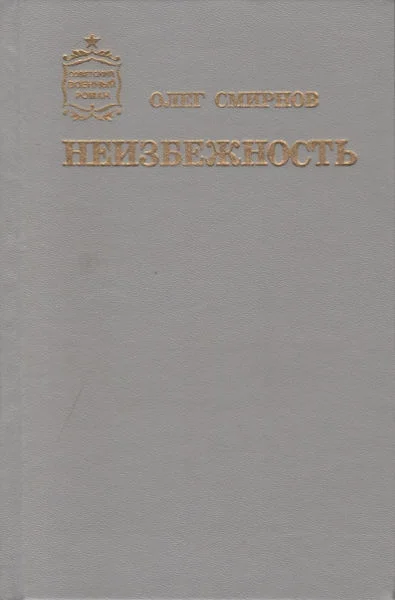 СОВЕТСКИЙ
ВОЕННЫЙ
РОМАН
ОЛЕГ СМИРНОВ
НЕИЗБЕЖНОСТЬ